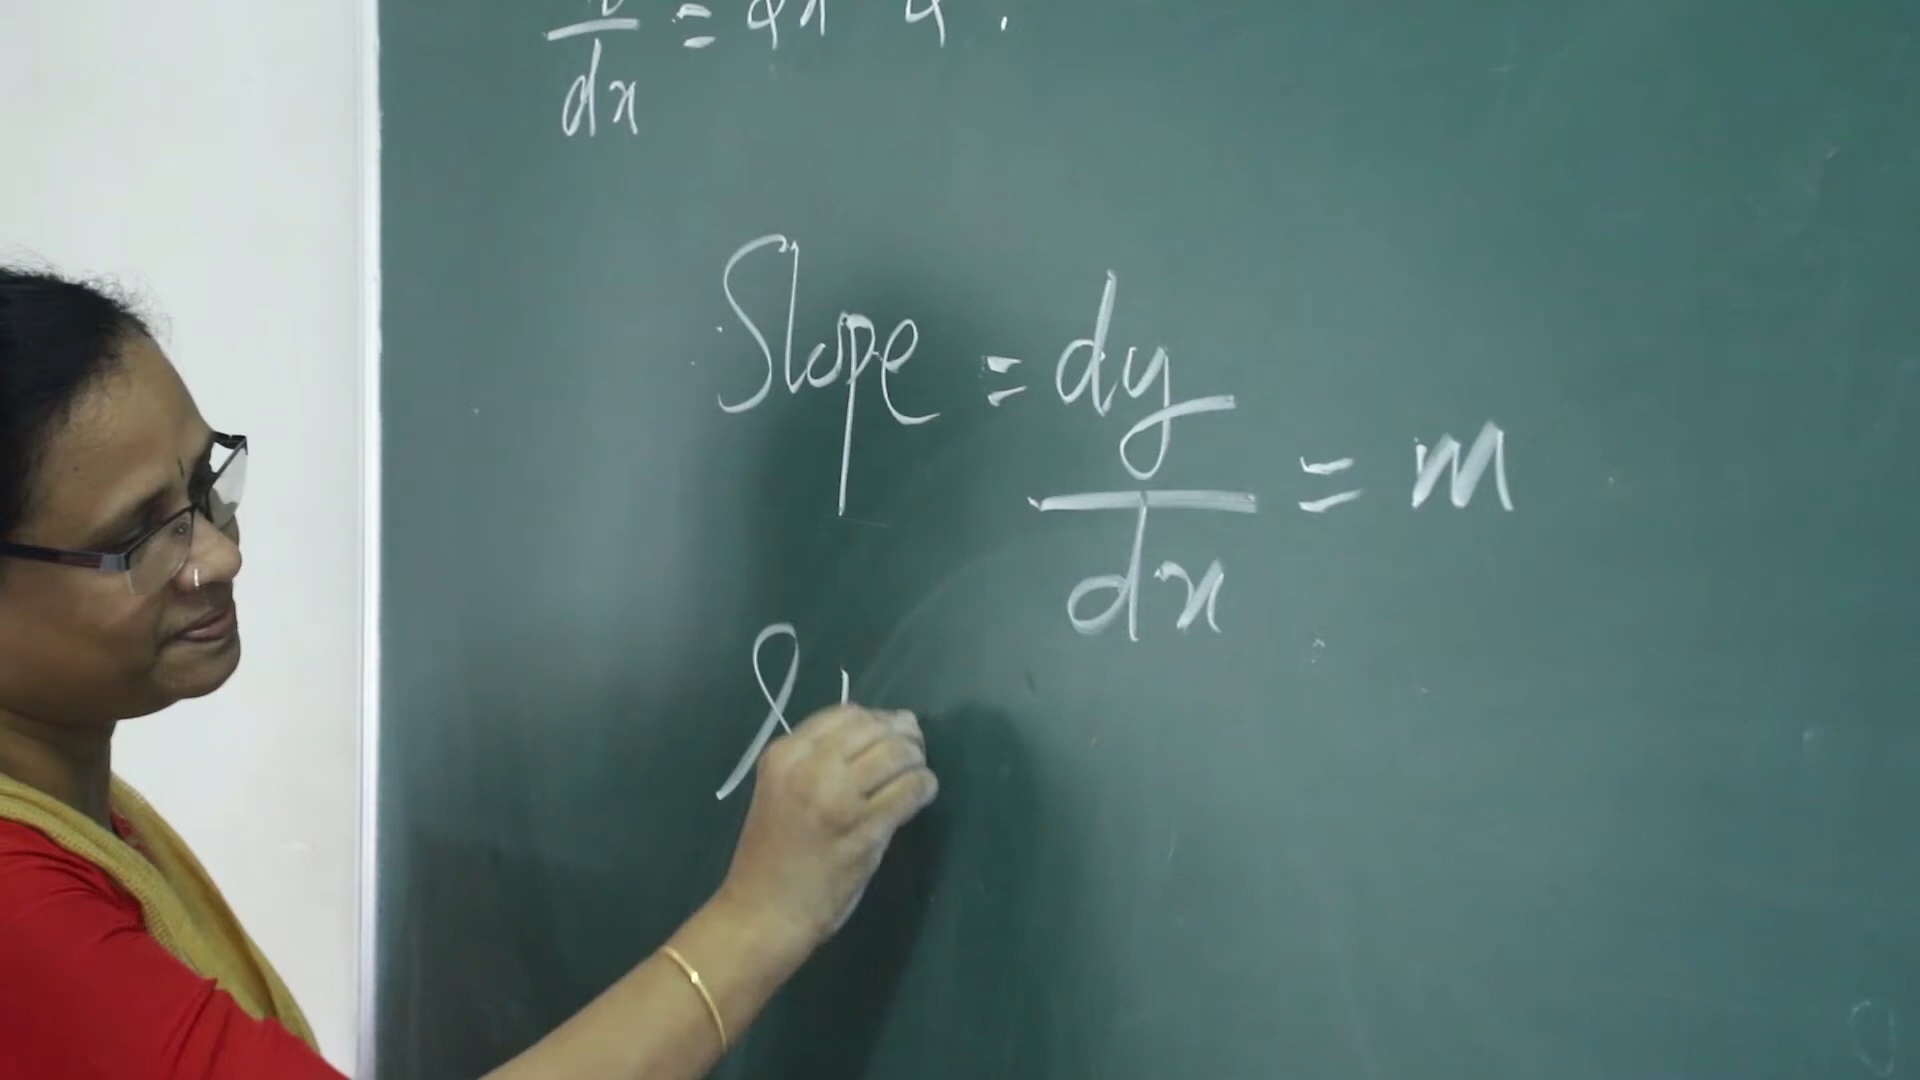 dx
Slope = dy/dx = m